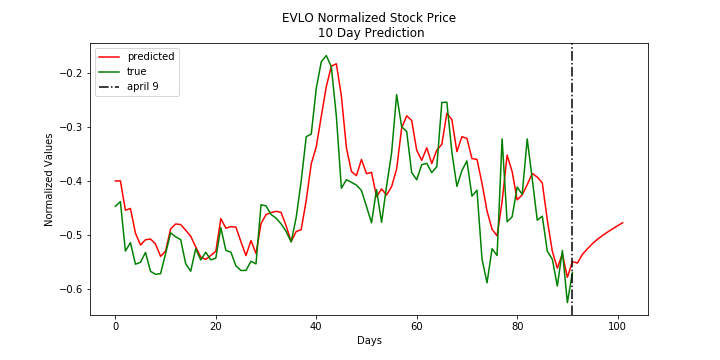 EVLO Normalized Stock Price
10 Day Prediction
predicted
true
april 9
Normalized Values
−0.2
−0.3
−0.4
−0.5
−0.6
0 20 40 60 80 100
Days